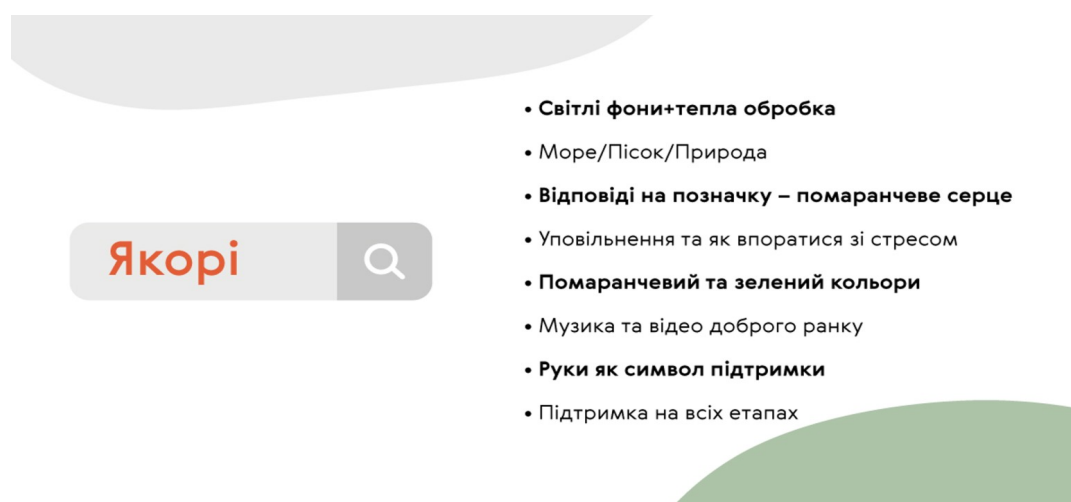 Якорі
• Світлі фони+тепла обробка
• Море/Пісок/Природа
• Відповіді на позначку – помаранчеве серце
• Уповільнення та як впоратися зі стресом
• Помаранчевий та зелений кольори
• Музика та відео доброго ранку
• Руки як символ підтримки
• Підтримка на всіх етапах